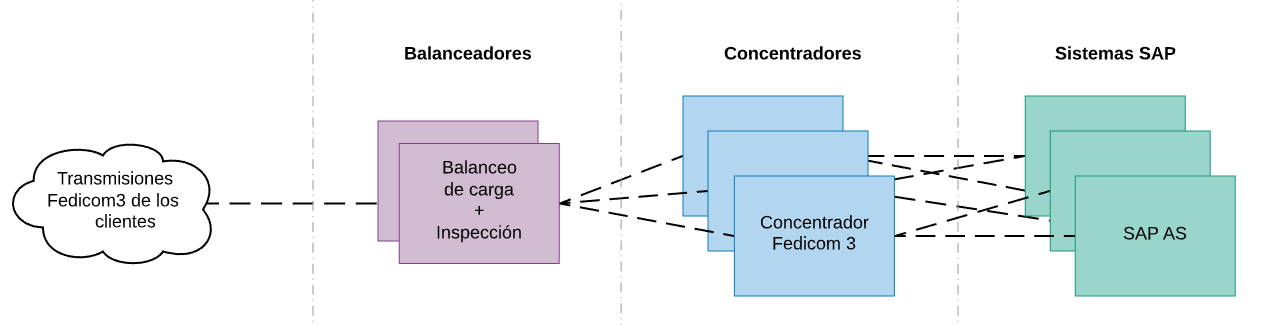 Balanceadores
Concentradores
Sistemas SAP
Transmisiones
Fedicom3 de los
clientes
Balanceo
de carga
+
Inspección
Concentrador
Fedicom 3
SAP AS